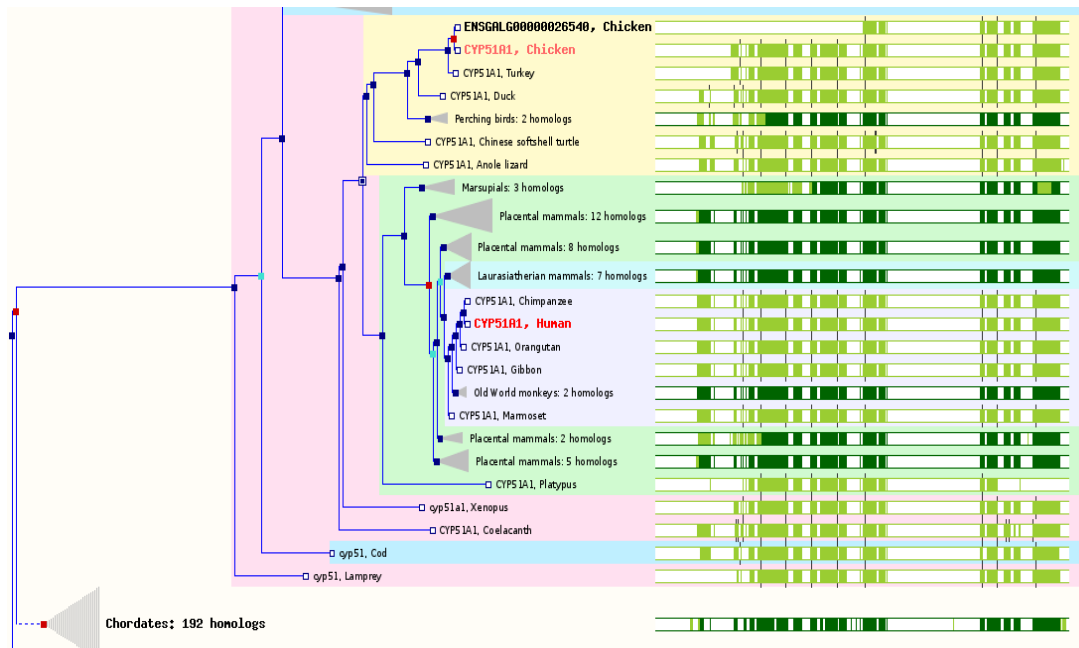 ENSGALG00000026540, Chicken
CYP51A1, Chicken
CYP51A1, Turkey
CYP51A1, Duck
Perching birds: 2 homologs
CYP51A1, Chinese softshell turtle
CYP51A1, Anole lizard
Marsupials: 3 homologs
Placental mammals: 12 homologs
Placental mammals: 8 homologs
Laurasiatherian mammals: 7 homologs
CYP51A1, Chimpanzee
CYP51A1, Human
CYP51A1, Orangutan
CYP51A1, Gibbon
Old World monkeys: 2 homologs
CYP51A1, Marmoset
Placental mammals: 2 homologs
Placental mammals: 5 homologs
CYP51A1, Platypus
cyp51a1, Xenopus
CYP51A1, Coelacanth
cyp51, Cod
cyp51, Lamprey
Chordates: 192 homologs